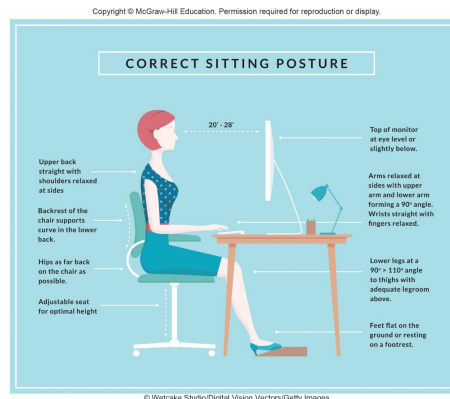 Copyright © McGraw-Hill Education. Permission required for reproduction or display.
CORRECT SITTING POSTURE
20' - 28'
Top of monitor
at eye level or
slightly below.
Upper back
straight with
shoulders relaxed
at sides
Arms relaxed at
sides with upper
arm and lower arm
forming a 90° angle.
Wrists straight with
fingers relaxed.
Backrest of the
chair supports
curve in the lower
back.
Hips as far back
on the chair as
possible.
Lower legs at a
90° > 110° angle
to thighs with
adequate legroom
above.
Adjustable seat
for optimal height
Feet flat on the
ground or resting
on a footrest.
© Wetcake Studio/Digital Vision Vectors/Getty Images